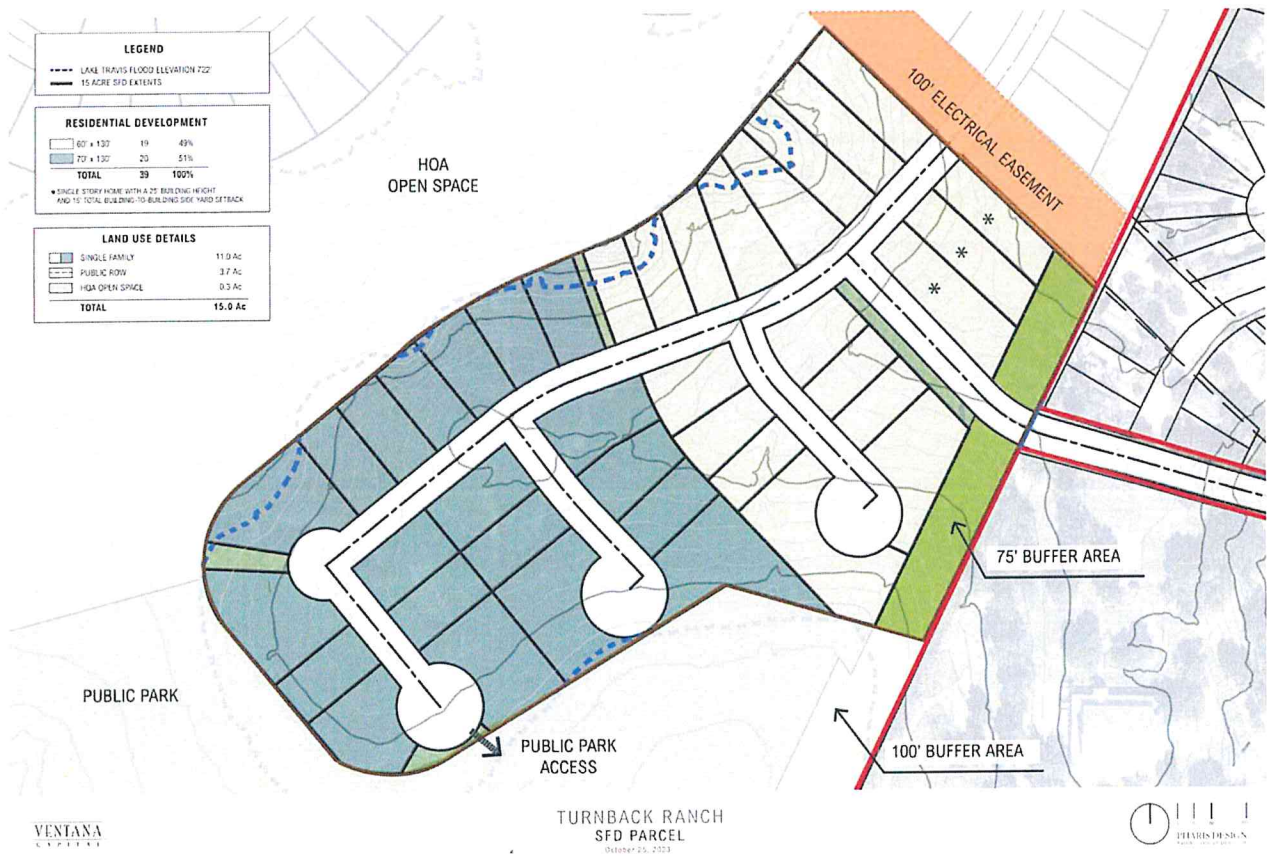 LEGEND
LAKE TRAVIS FLOOD ELEVATION 722'
15 ACRE SFD EXTENTS
RESIDENTIAL DEVELOPMENT
60' x 130' 19 49%
70' x 130' 20 51%
TOTAL 39 100%
* SINGLE STORY HOME WITH A 25' BUILDING HEIGHT
AND 15' TOTAL BUILDING-TO-BUILDING SIDE YARD SETBACK
LAND USE DETAILS
SINGLE FAMILY 11.0 Ac
PUBLIC ROW 3.7 Ac
HOA OPEN SPACE 0.3 Ac
TOTAL 15.0 Ac
HOA
OPEN SPACE
100' ELECTRICAL EASEMENT
*
*
*
75' BUFFER AREA
PUBLIC PARK
PUBLIC PARK
ACCESS
100' BUFFER AREA
VENTANA
CAPITAL
TURNBACK RANCH
SFD PARCEL
October 25, 2023
PHARIS DESIGN